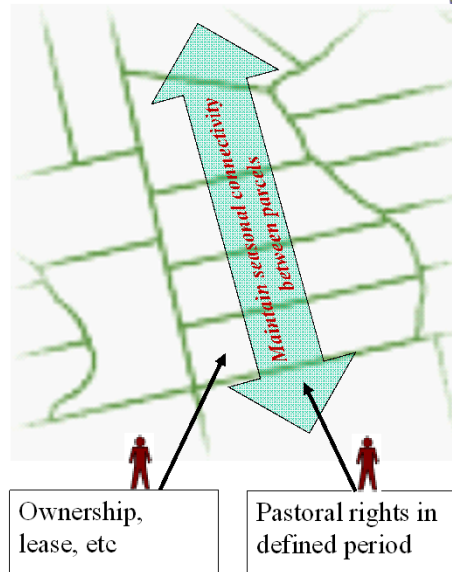 Maintain seasonal connectivity
between parcels
Ownership,
lease, etc
Pastoral rights in
defined period